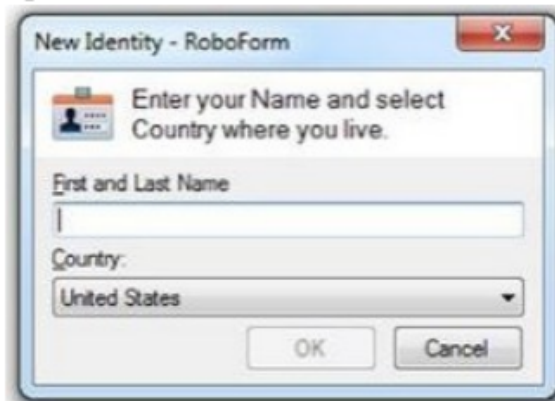 New Identity - RoboForm
Enter your Name and select
Country where you live.
First and Last Name
Country:
United States
OK
Cancel